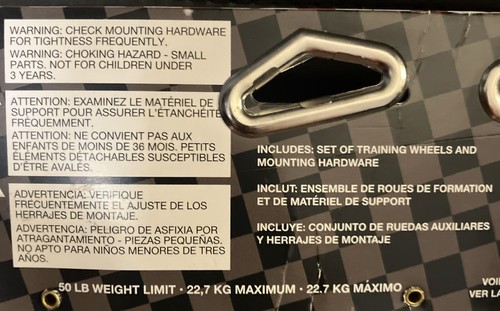 WARNING: CHECK MOUNTING HARDWARE
FOR TIGHTNESS FREQUENTLY.
WARNING: CHOKING HAZARD - SMALL
PARTS. NOT FOR CHILDREN UNDER
3 YEARS.
ATTENTION: EXAMINEZ LE MATÉRIEL DE
SUPPORT POUR ASSURER L'ÉTANCHÉITÉ
FRÉQUEMMENT.
ATTENTION: NE CONVIENT PAS AUX
ENFANTS DE MOINS DE 36 MOIS. PETITS
ÉLÉMENTS DÉTACHABLES SUSCEPTIBLES
D'ÊTRE AVALÉS.
ADVERTENCIA: VERIFIQUE
FRECUENTEMENT EL AJUSTE DE LOS
HERRAJES DE MONTAJE.
ADVERTENCIA: PELIGRO DE ASFIXIA POR
ATRAGANTAMIENTO - PIEZAS PEQUEÑAS.
NO APTO PARA NIÑOS MENORES DE TRES
AÑOS.
INCLUDES: SET OF TRAINING WHEELS AND
MOUNTING HARDWARE
INCLUT: ENSEMBLE DE ROUES DE FORMATION
ET DE MATÉRIEL DE SUPPORT
INCLUYE: CONJUNTO DE RUEDAS AUXILIARES
Y HERRAJES DE MONTAJE
50 LB WEIGHT LIMIT · 22,7 KG MAXIMUM · 22.7 KG MÁXIMO
VOI
VER LA